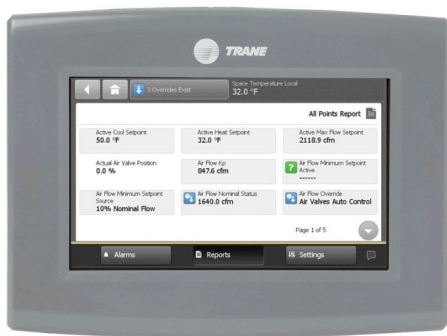 TRANE
Overrides Exist
Space Temperature Local
32.0 °F
All Points Report
Active Cool Setpoint
50.0 °F
Active Heat Setpoint
32.0 °F
Active Max Flow Setpoint
2118.9 cfm
Actual Air Valve Position
0.0 %
Air Flow Kp
847.6 cfm
? Air Flow Minimum Setpoint
Active
------
Air Flow Minimum Setpoint
Source
10% Nominal Flow
Air Flow Nominal Status
1640.0 cfm
Air Flow Override
Air Valves Auto Control
Page 1 of 5
Alarms
Reports
Settings